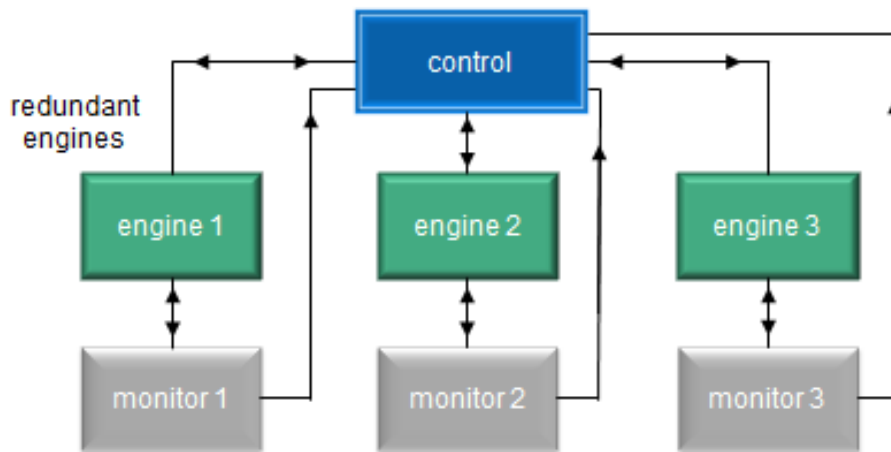 control
redundant
engines
engine 1
engine 2
engine 3
monitor 1
monitor 2
monitor 3